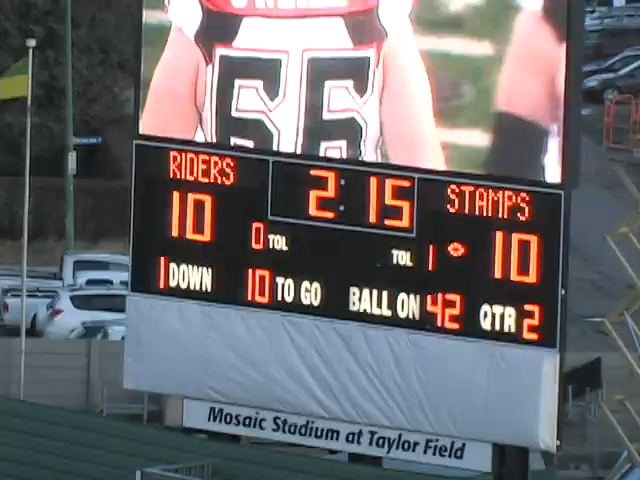 66
RIDERS 2:15 STAMPS
10 0 TOL TOL 1 10
1 DOWN 10 TO GO BALL ON 42 QTR 2
Mosaic Stadium at Taylor Field